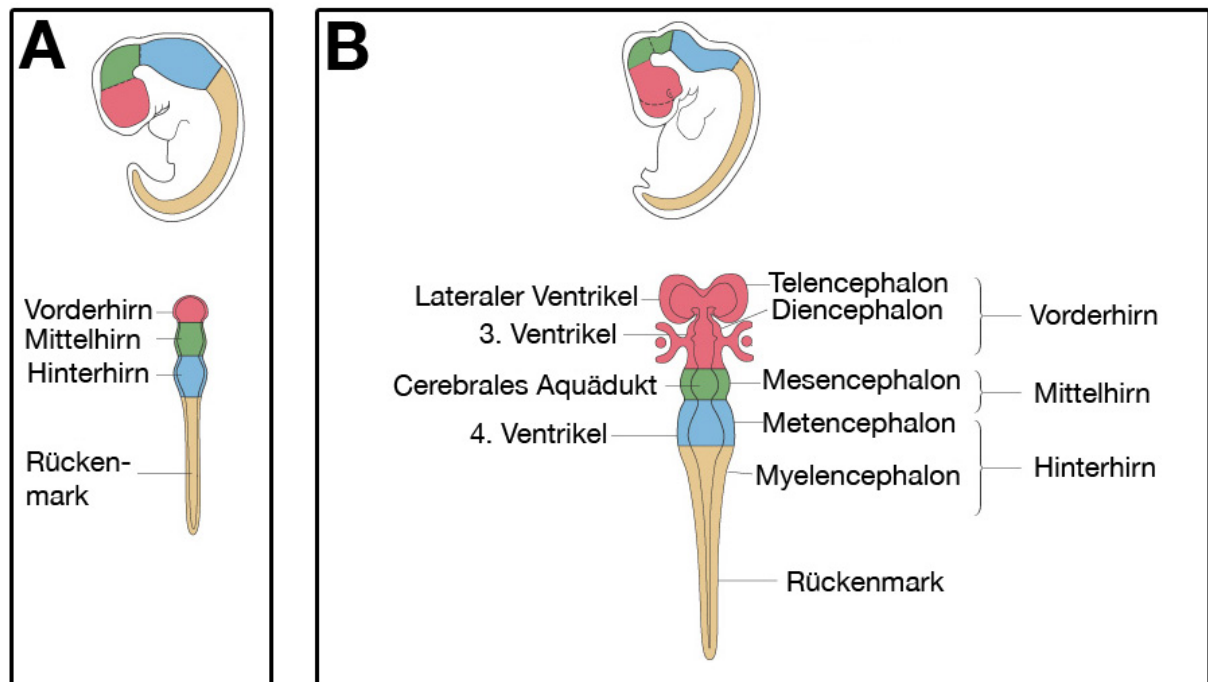 A
Vorderhirn
Mittelhirn
Hinterhirn
Rücken-
mark
B
Lateraler Ventrikel
3. Ventrikel
Cerebrales Aquädukt
4. Ventrikel
Telencephalon
Diencephalon
Mesencephalon
Metencephalon
Myelencephalon
Rückenmark
Vorderhirn
Mittelhirn
Hinterhirn